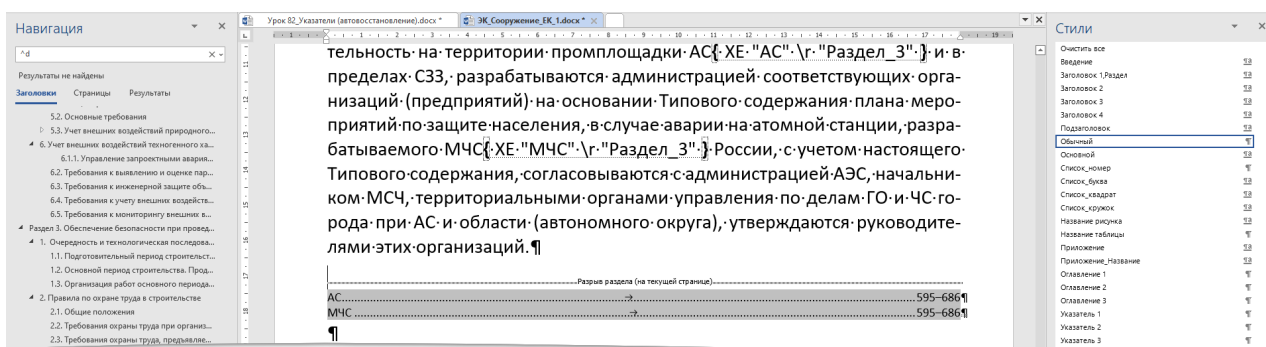 Навигация
^d
Результаты не найдены
Заголовки Страницы Результаты
5.2. Основные требования
5.3. Учет внешних воздействий природного...
6. Учет внешних воздействий техногенного ха...
6.1.1. Управление запроектными авария...
6.2. Требования к выявлению и оценке пар...
6.3. Требования к инженерной защите объ...
6.4. Требования к учету внешних воздейств...
6.5. Требования к мониторингу внешних в...
Раздел 3. Обеспечение безопасности при провед...
1. Очередность и технологическая последова...
1.1. Подготовительный период строительст...
1.2. Основной период строительства. Прод...
1.3. Организация работ основного периода...
2. Правила по охране труда в строительстве
2.1. Общие положения
2.2. Требования охраны труда при организ...
2.3. Требования охраны труда, предъявляе...
Урок 82_Указатели (автовосстановление).docx * ЭК_Сооружение_ЕК_1.docx *
тельность·на·территории·промплощадки·АС{·XE·"АС"·\r·"Раздел_3"·}·и·в·
пределах·СЗЗ,·разрабатываются·администрацией·соответствующих·орга-
низаций·(предприятий)·на·основании·Типового·содержания·плана·меро-
приятий·по·защите·населения,·в·случае·аварии·на·атомной·станции,·разра-
батываемого·МЧС{·XE·"МЧС"·\r·"Раздел_3"·}·России,·с·учетом·настоящего·
Типового·содержания,·согласовываются·с·администрацией·АЭС,·начальни-
ком·МСЧ,·территориальными·органами·управления·по·делам·ГО·и·ЧС·го-
рода·при·АС·и·области·(автономного·округа),·утверждаются·руководите-
лями·этих·организаций.¶
Разрыв раздела (на текущей странице)
АС → 595–686¶
МЧС → 595–686¶
¶
Стили
Очистить все
Введение
Заголовок 1,Раздел
Заголовок 2
Заголовок 3
Заголовок 4
Подзаголовок
Обычный
Основной
Список_номер
Список_буква
Список_квадрат
Список_кружок
Название рисунка
Название таблицы
Приложение
Приложение_Название
Оглавление 1
Оглавление 2
Оглавление 3
Указатель 1
Указатель 2
Указатель 3